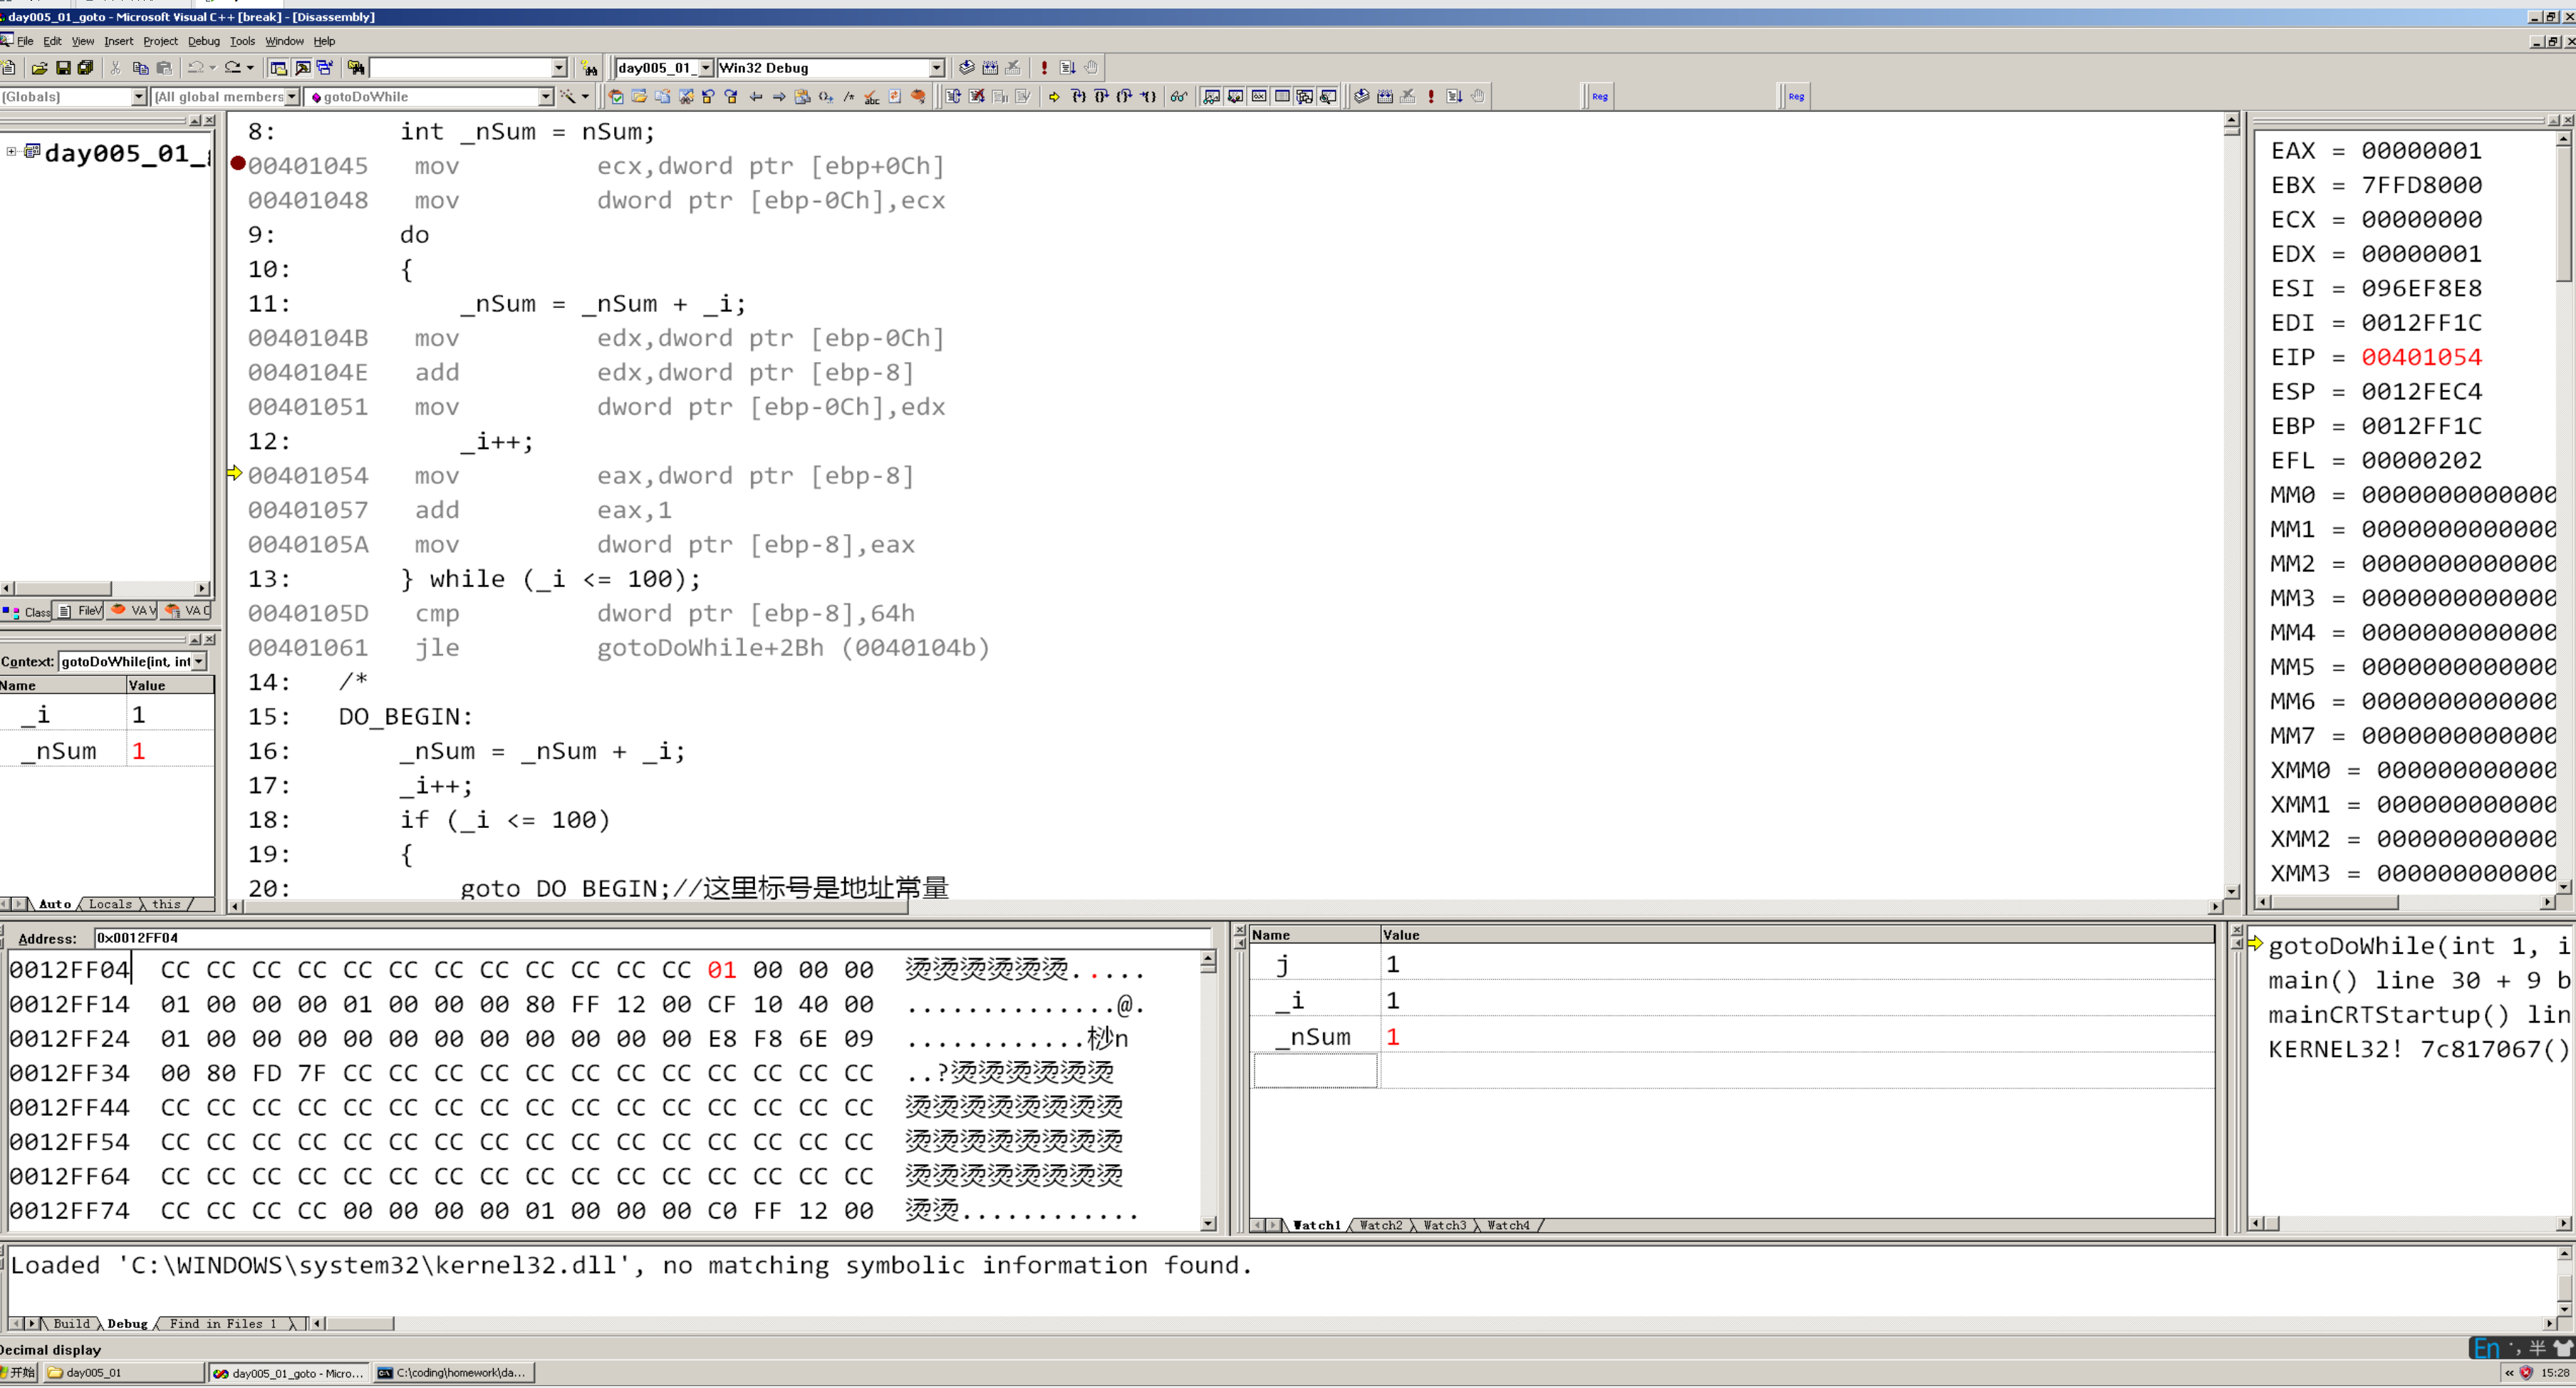 day005_01_goto - Microsoft Visual C++ [break] - [Disassembly]
File Edit View Insert Project Debug Tools Window Help
day005_01_ Win32 Debug
(Globals) (All global members gotoDoWhile Reg Reg
day005_01_
Class FileV VA V VA C
Context: gotoDoWhile(int, int
Name Value
_i 1
_nSum 1
Auto Locals this
8: int _nSum = nSum;
00401045 mov ecx,dword ptr [ebp+0Ch]
00401048 mov dword ptr [ebp-0Ch],ecx
9: do
10: {
11: _nSum = _nSum + _i;
0040104B mov edx,dword ptr [ebp-0Ch]
0040104E add edx,dword ptr [ebp-8]
00401051 mov dword ptr [ebp-0Ch],edx
12: _i++;
00401054 mov eax,dword ptr [ebp-8]
00401057 add eax,1
0040105A mov dword ptr [ebp-8],eax
13: } while (_i <= 100);
0040105D cmp dword ptr [ebp-8],64h
00401061 jle gotoDoWhile+2Bh (0040104b)
14: /*
15: DO_BEGIN:
16: _nSum = _nSum + _i;
17: _i++;
18: if (_i <= 100)
19: {
20: goto DO BEGIN;//这里标号是地址常量
EAX = 00000001
EBX = 7FFD8000
ECX = 00000000
EDX = 00000001
ESI = 096EF8E8
EDI = 0012FF1C
EIP = 00401054
ESP = 0012FEC4
EBP = 0012FF1C
EFL = 00000202
MM0 = 0000000000000
MM1 = 0000000000000
MM2 = 0000000000000
MM3 = 0000000000000
MM4 = 0000000000000
MM5 = 0000000000000
MM6 = 0000000000000
MM7 = 0000000000000
XMM0 = 000000000000
XMM1 = 000000000000
XMM2 = 000000000000
XMM3 = 000000000000
Address: 0x0012FF04
0012FF04 CC CC CC CC CC CC CC CC CC CC CC CC 01 00 00 00 烫烫烫烫烫烫.....
0012FF14 01 00 00 00 01 00 00 00 80 FF 12 00 CF 10 40 00 ..............@.
0012FF24 01 00 00 00 00 00 00 00 00 00 00 00 E8 F8 6E 09 ............杪n
0012FF34 00 80 FD 7F CC CC CC CC CC CC CC CC CC CC CC CC ..?烫烫烫烫烫烫
0012FF44 CC CC CC CC CC CC CC CC CC CC CC CC CC CC CC CC 烫烫烫烫烫烫烫烫
0012FF54 CC CC CC CC CC CC CC CC CC CC CC CC CC CC CC CC 烫烫烫烫烫烫烫烫
0012FF64 CC CC CC CC CC CC CC CC CC CC CC CC CC CC CC CC 烫烫烫烫烫烫烫烫
0012FF74 CC CC CC CC 00 00 00 00 01 00 00 00 C0 FF 12 00 烫烫.............
Name Value
j 1
_i 1
_nSum 1
Watch1 Watch2 Watch3 Watch4
gotoDoWhile(int 1, i
main() line 30 + 9 b
mainCRTStartup() lin
KERNEL32! 7c817067()
Loaded 'C:\WINDOWS\system32\kernel32.dll', no matching symbolic information found.
Build Debug Find in Files 1
Decimal display
En 半
开始 day005_01 day005_01_goto - Micro... C:\coding\homework\da... « 15:28